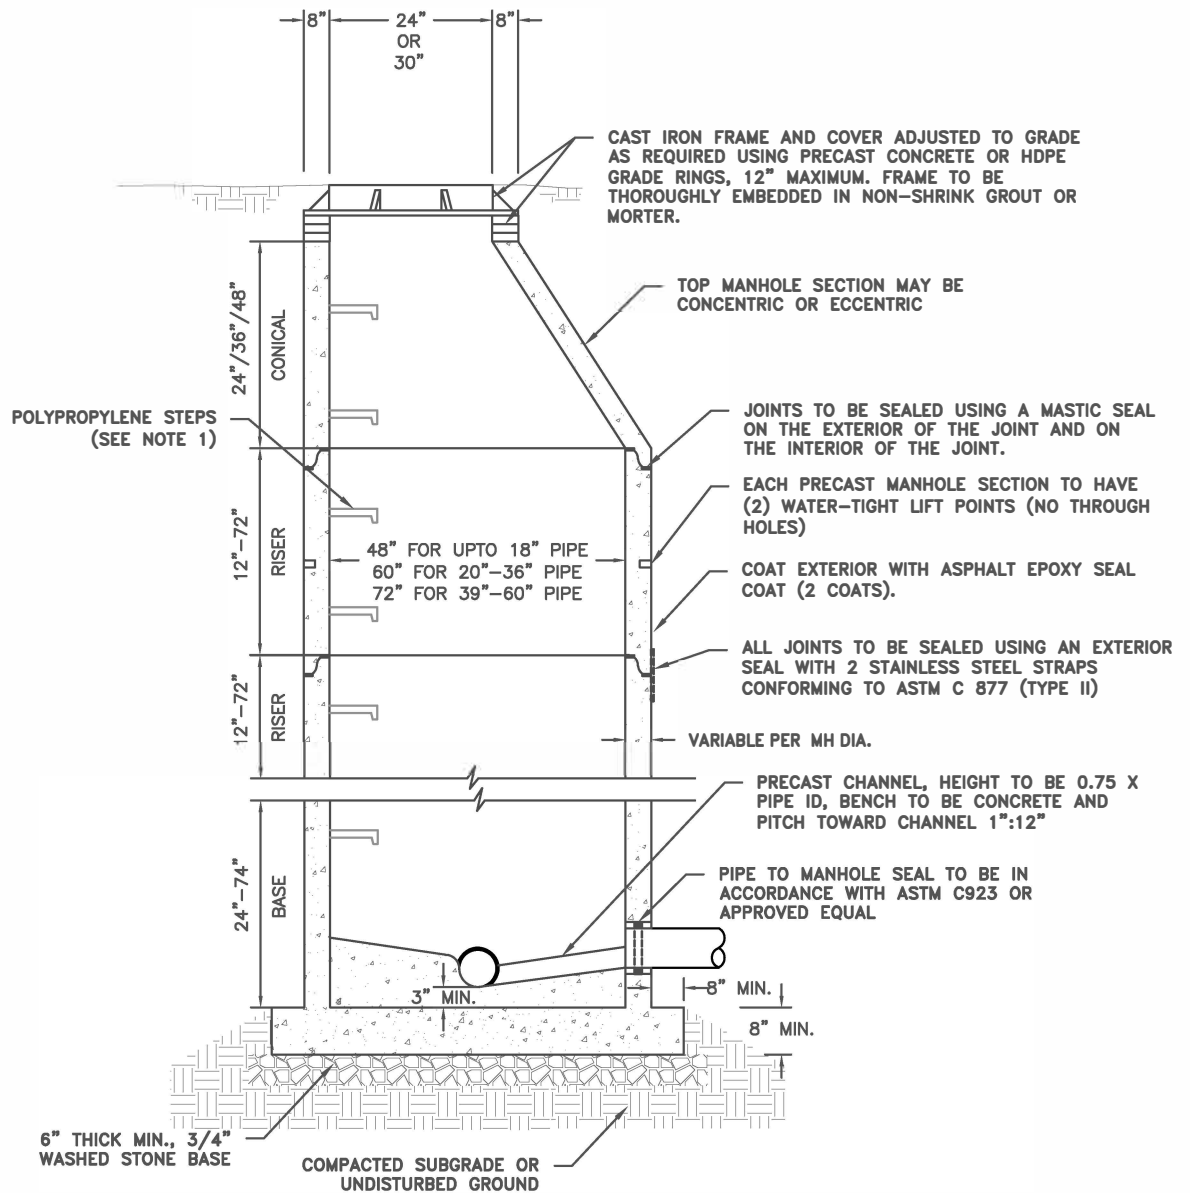 8" 24" 8"
OR
30"
CAST IRON FRAME AND COVER ADJUSTED TO GRADE
AS REQUIRED USING PRECAST CONCRETE OR HDPE
GRADE RINGS, 12" MAXIMUM. FRAME TO BE
THOROUGHLY EMBEDDED IN NON-SHRINK GROUT OR
MORTER.
TOP MANHOLE SECTION MAY BE
CONCENTRIC OR ECCENTRIC
24"/36"/48"
CONICAL
POLYPROPYLENE STEPS
(SEE NOTE 1)
JOINTS TO BE SEALED USING A MASTIC SEAL
ON THE EXTERIOR OF THE JOINT AND ON
THE INTERIOR OF THE JOINT.
EACH PRECAST MANHOLE SECTION TO HAVE
(2) WATER-TIGHT LIFT POINTS (NO THROUGH
HOLES)
12"-72"
RISER
48" FOR UPTO 18" PIPE
60" FOR 20"-36" PIPE
72" FOR 39"-60" PIPE
COAT EXTERIOR WITH ASPHALT EPOXY SEAL
COAT (2 COATS).
ALL JOINTS TO BE SEALED USING AN EXTERIOR
SEAL WITH 2 STAINLESS STEEL STRAPS
CONFORMING TO ASTM C 877 (TYPE II)
12"-72"
RISER
VARIABLE PER MH DIA.
PRECAST CHANNEL, HEIGHT TO BE 0.75 X
PIPE ID, BENCH TO BE CONCRETE AND
PITCH TOWARD CHANNEL 1":12"
24"-74"
BASE
PIPE TO MANHOLE SEAL TO BE IN
ACCORDANCE WITH ASTM C923 OR
APPROVED EQUAL
3" MIN.
8" MIN.
8" MIN.
6" THICK MIN., 3/4"
WASHED STONE BASE
COMPACTED SUBGRADE OR
UNDISTURBED GROUND